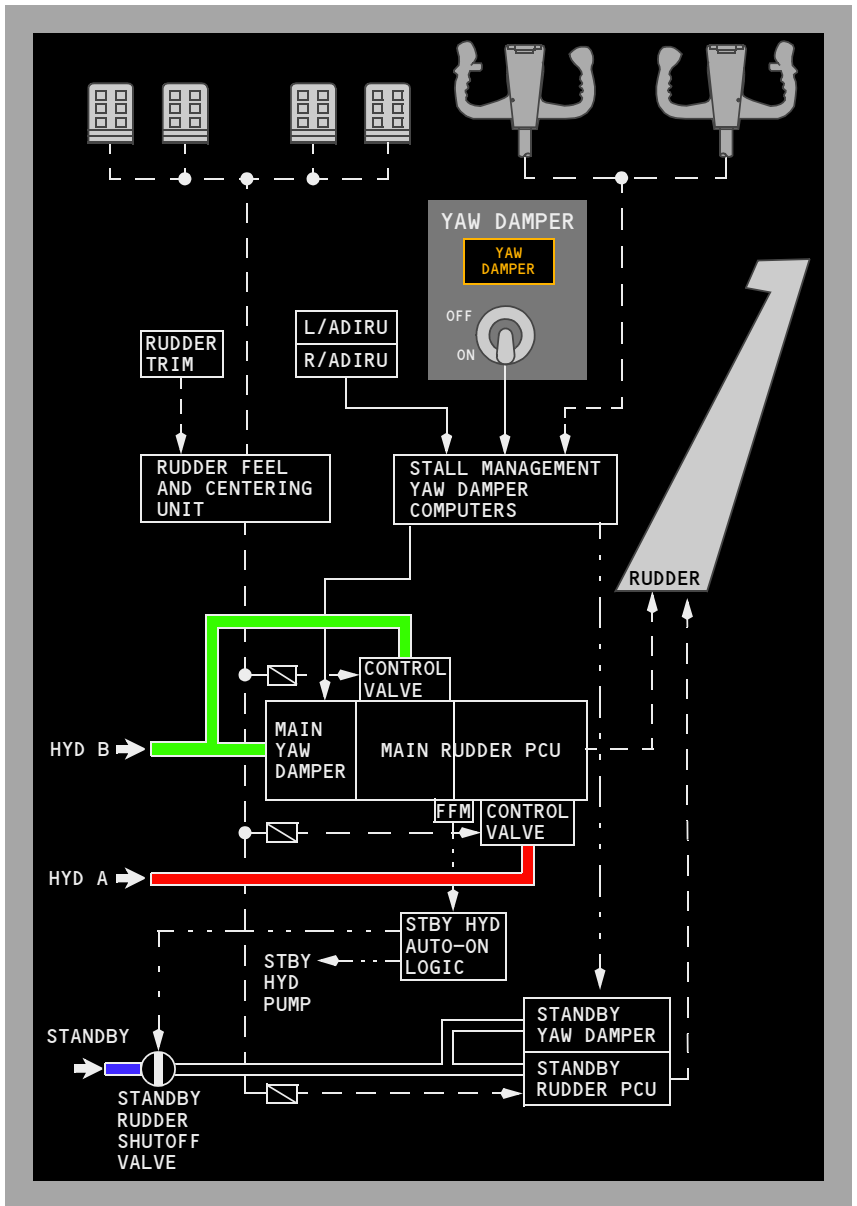 YAW DAMPER
YAW
DAMPER
OFF
ON
L/ADIRU
R/ADIRU
RUDDER
TRIM
RUDDER FEEL
AND CENTERING
UNIT
STALL MANAGEMENT
YAW DAMPER
COMPUTERS
RUDDER
CONTROL
VALVE
HYD B
MAIN
YAW
DAMPER
MAIN RUDDER PCU
FFM
CONTROL
VALVE
HYD A
STBY HYD
AUTO-ON
LOGIC
STBY
HYD
PUMP
STANDBY
YAW DAMPER
STANDBY
STANDBY
RUDDER PCU
STANDBY
RUDDER
SHUTOFF
VALVE